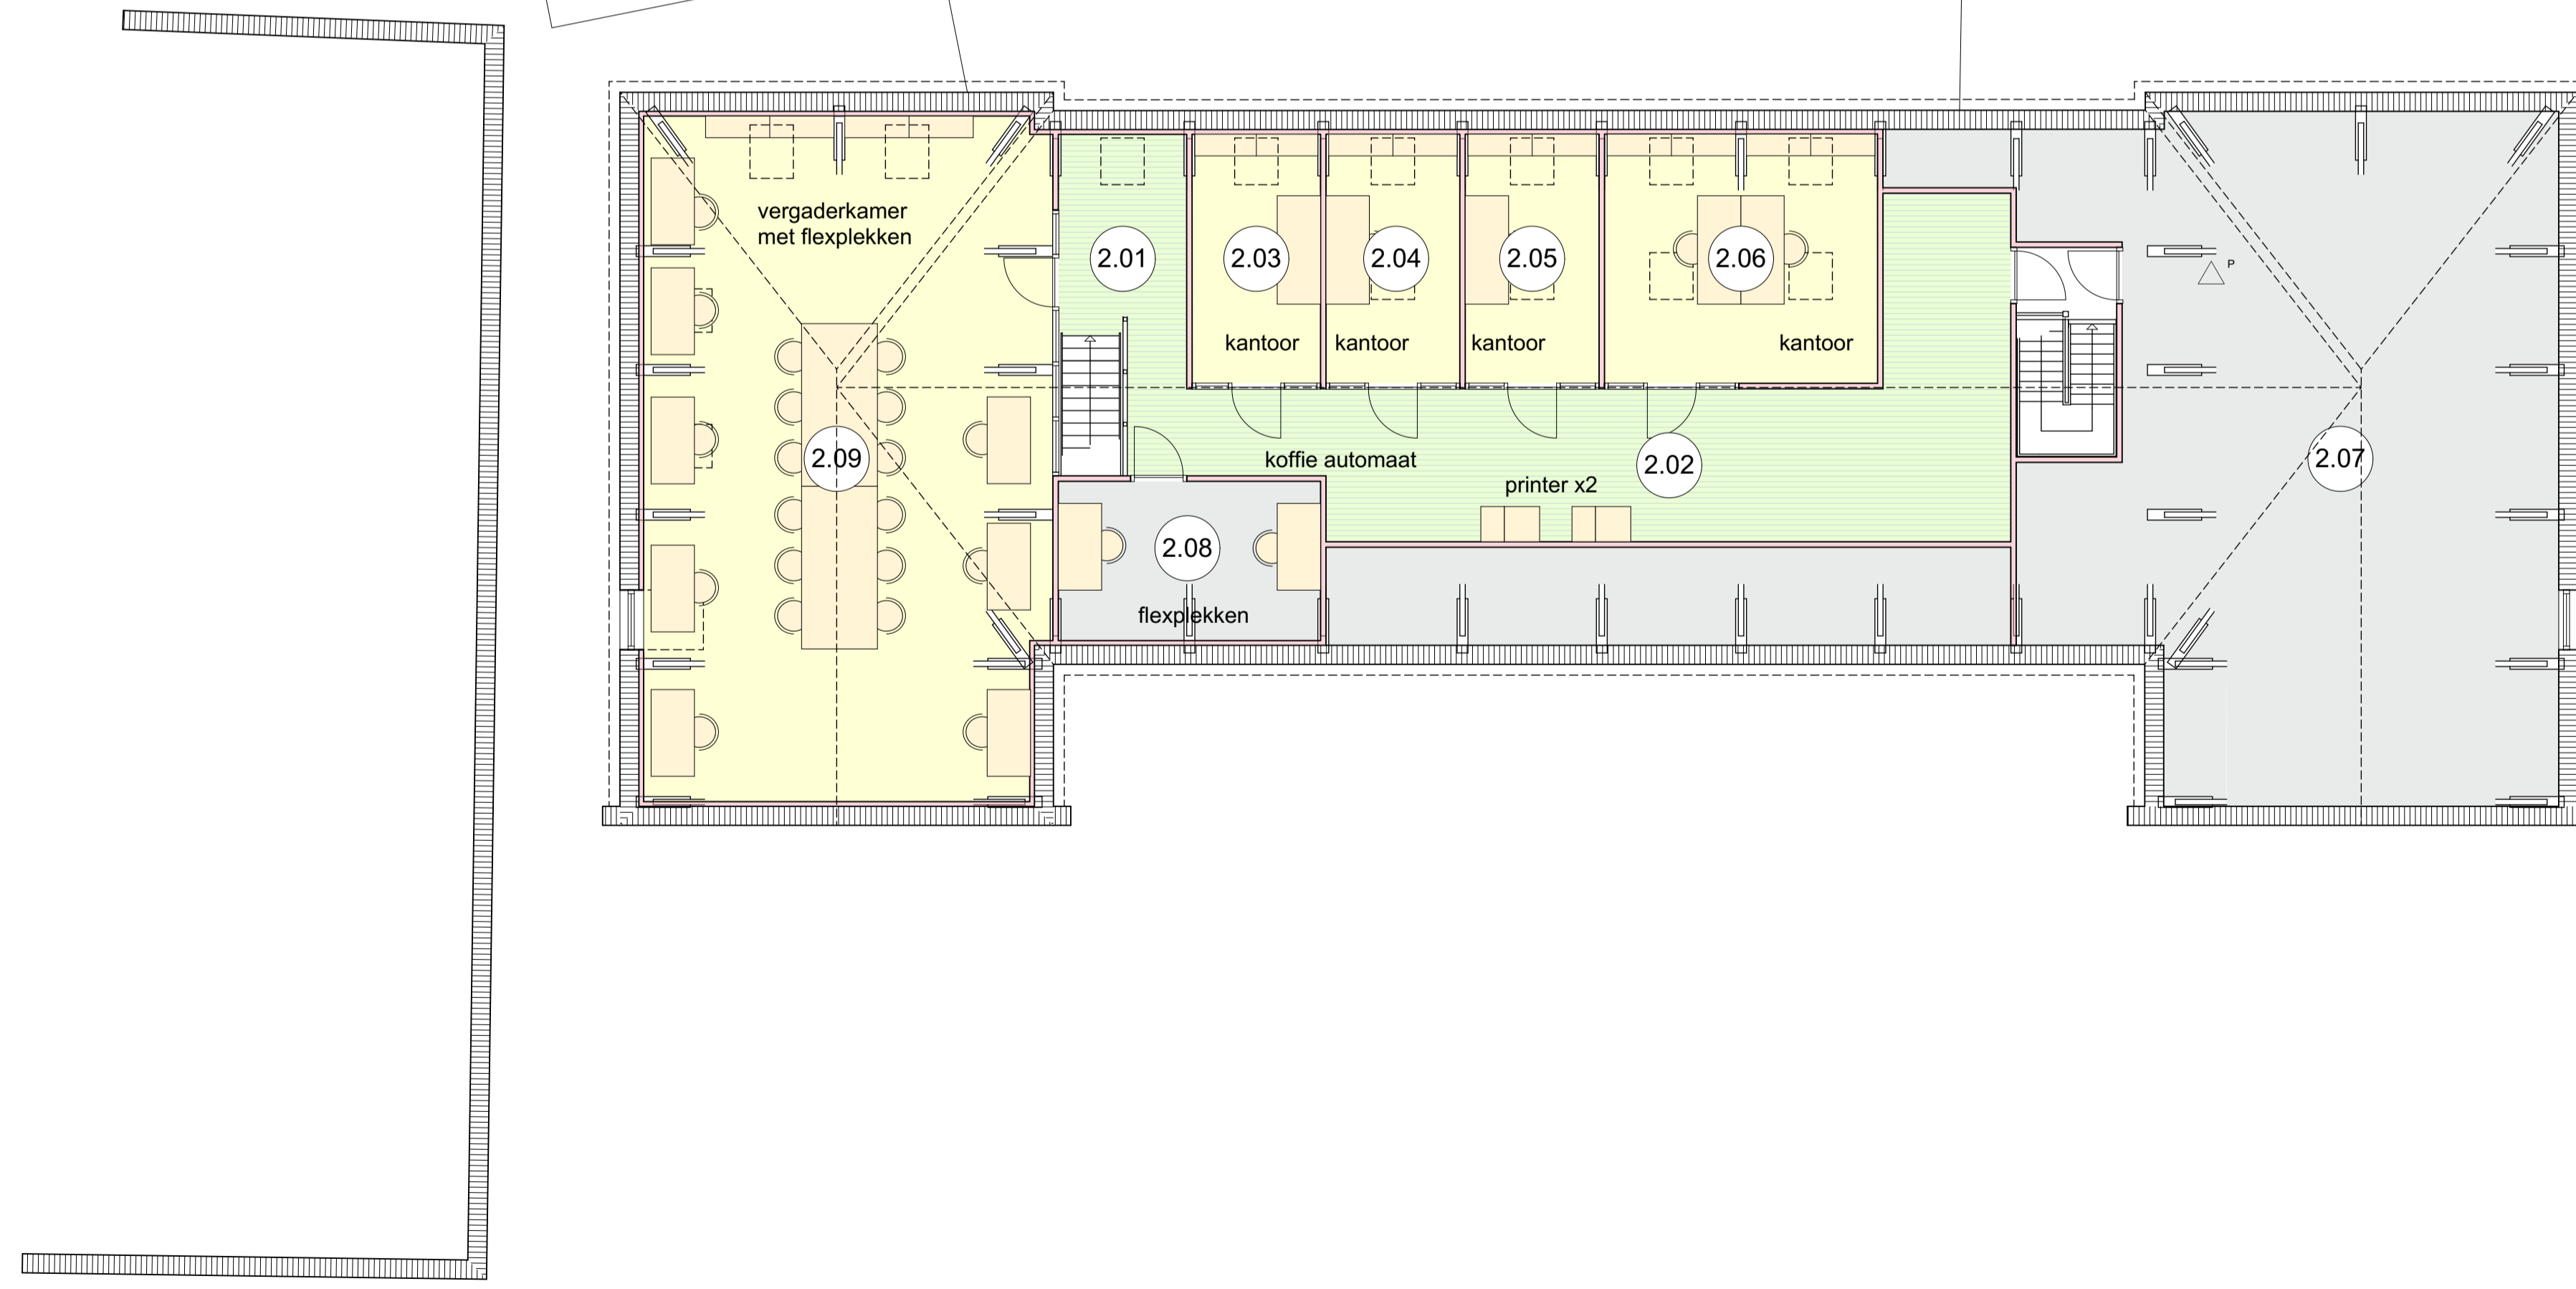 vergaderkamer
met flexplekken
2.01
2.03
2.04
2.05
2.06
P
kantoor
kantoor
kantoor
kantoor
2.09
koffie automaat
2.02
2.07
printer x2
2.08
flexplekken